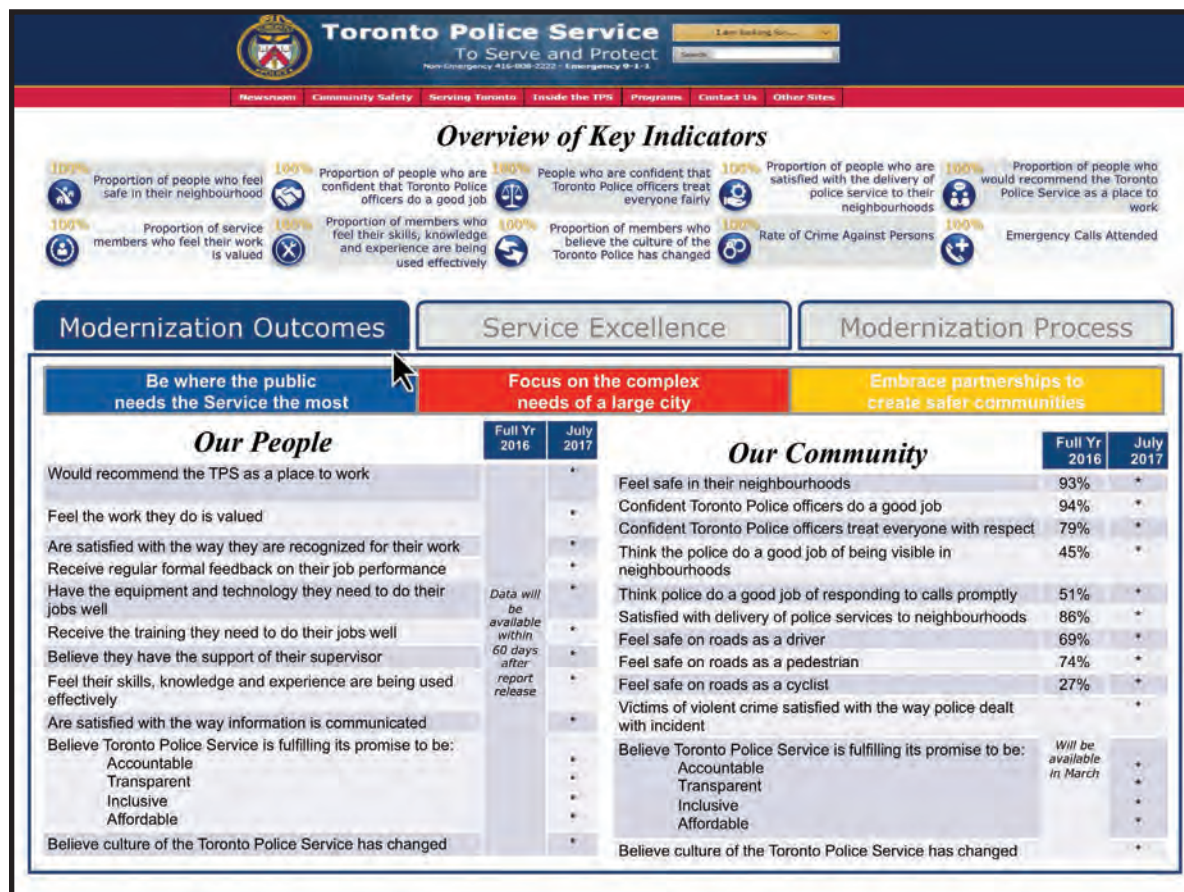 Toronto Police Service
To Serve and Protect
Non-Emergency 416-808-2222 - Emergency 9-1-1
I am looking for...
Search
Newsroom Community Safety Serving Toronto Inside the TPS Programs Contact Us Other Sites
Overview of Key Indicators
100%
Proportion of people who feel
safe in their neighbourhood
100%
Proportion of people who are
confident that Toronto Police
officers do a good job
100%
People who are confident that
Toronto Police officers treat
everyone fairly
100%
Proportion of people who are
satisfied with the delivery of
police service to their
neighbourhoods
100%
Proportion of people who
would recommend the Toronto
Police Service as a place to
work
100%
Proportion of service
members who feel their work
is valued
100%
Proportion of members who
feel their skills, knowledge
and experience are being
used effectively
100%
Proportion of members who
believe the culture of the
Toronto Police has changed
100%
Rate of Crime Against Persons
100%
Emergency Calls Attended
Modernization Outcomes
Service Excellence
Modernization Process
Be where the public
needs the Service the most
Focus on the complex
needs of a large city
Embrace partnerships to
create safer communities
Our People
Full Yr
2016
July
2017
Would recommend the TPS as a place to work *
Feel the work they do is valued *
Are satisfied with the way they are recognized for their work *
Receive regular formal feedback on their job performance *
Have the equipment and technology they need to do their *
jobs well
Receive the training they need to do their jobs well *
Believe they have the support of their supervisor *
Feel their skills, knowledge and experience are being used *
effectively
Are satisfied with the way information is communicated *
Believe Toronto Police Service is fulfilling its promise to be:
Accountable *
Transparent *
Inclusive *
Affordable *
Believe culture of the Toronto Police Service has changed *
Data will
be
available
within
60 days
after
report
release
Our Community
Full Yr
2016
July
2017
Feel safe in their neighbourhoods 93% *
Confident Toronto Police officers do a good job 94% *
Confident Toronto Police officers treat everyone with respect 79% *
Think the police do a good job of being visible in 45% *
neighbourhoods
Think police do a good job of responding to calls promptly 51% *
Satisfied with delivery of police services to neighbourhoods 86% *
Feel safe on roads as a driver 69% *
Feel safe on roads as a pedestrian 74% *
Feel safe on roads as a cyclist 27% *
Victims of violent crime satisfied with the way police dealt *
with incident
Believe Toronto Police Service is fulfilling its promise to be:
Accountable *
Transparent *
Inclusive *
Affordable *
Believe culture of the Toronto Police Service has changed *
Will be
available
in March